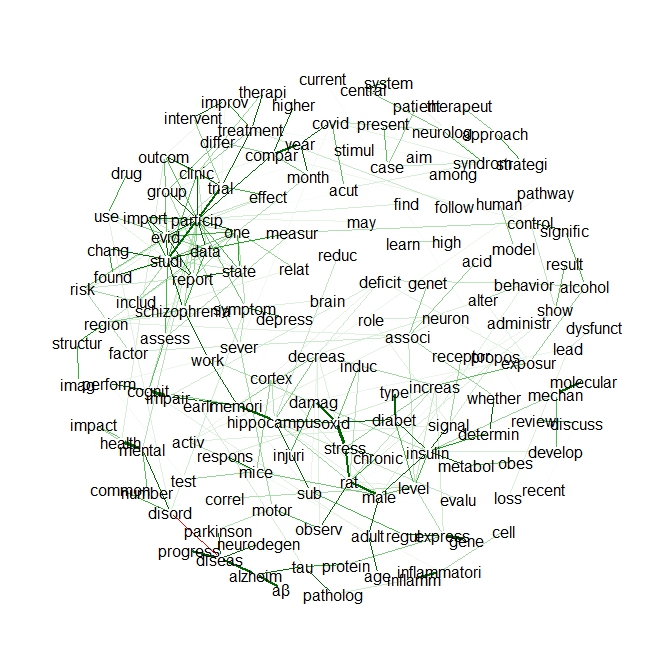 current
system
central
therapi
improv
higher
patient
therapeut
intervent
covid
present
treatment
neurolog
approach
differ
year
compar
stimul
outcom
aim
case
syndrom
strategi
drug
clinic
month
among
group
trial
acut
effect
find
follow
human
pathway
use
import
particip
may
control
signific
evid
one
measur
learn
high
model
chang
data
studi
reduc
acid
result
found
report
state
relat
deficit
genet
behavior
alcohol
risk
includ
schizophrenia
symptom
brain
alter
show
region
depress
role
neuron
administr
dysfunct
structur
assess
associ
factor
sever
lead
work
decreas
induc
receptor
propos
exposur
imag
perform
cortex
molecular
cognit
impair
type
increas
whether
mechan
earli
memori
damag
impact
hippocampus
oxid
diabet
signal
review
discuss
health
mental
activ
determin
stress
insulin
develop
respons
injuri
chronic
metabol
obes
test
mice
rat
level
common
number
correl
sub
male
evalu
loss
recent
disord
motor
parkinson
observ
adult
regul
express
gene
cell
progress
neurodegen
diseas
alzheim
tau
protein
age
inflamm
inflammatori
aβ
patholog